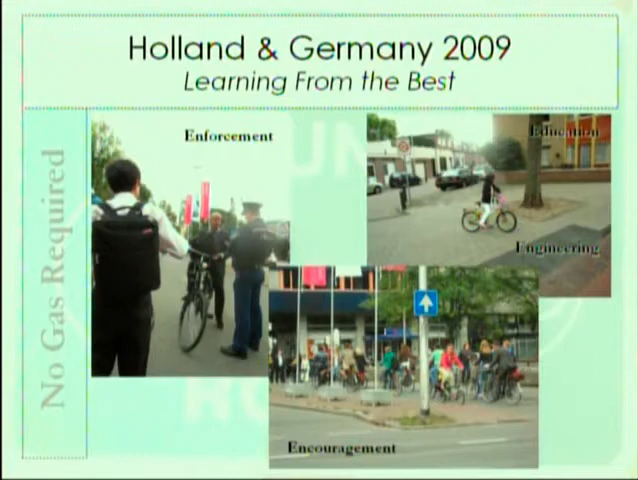 Holland & Germany 2009
Learning From the Best
No Gas Required
Enforcement
Education
Engineering
Encouragement